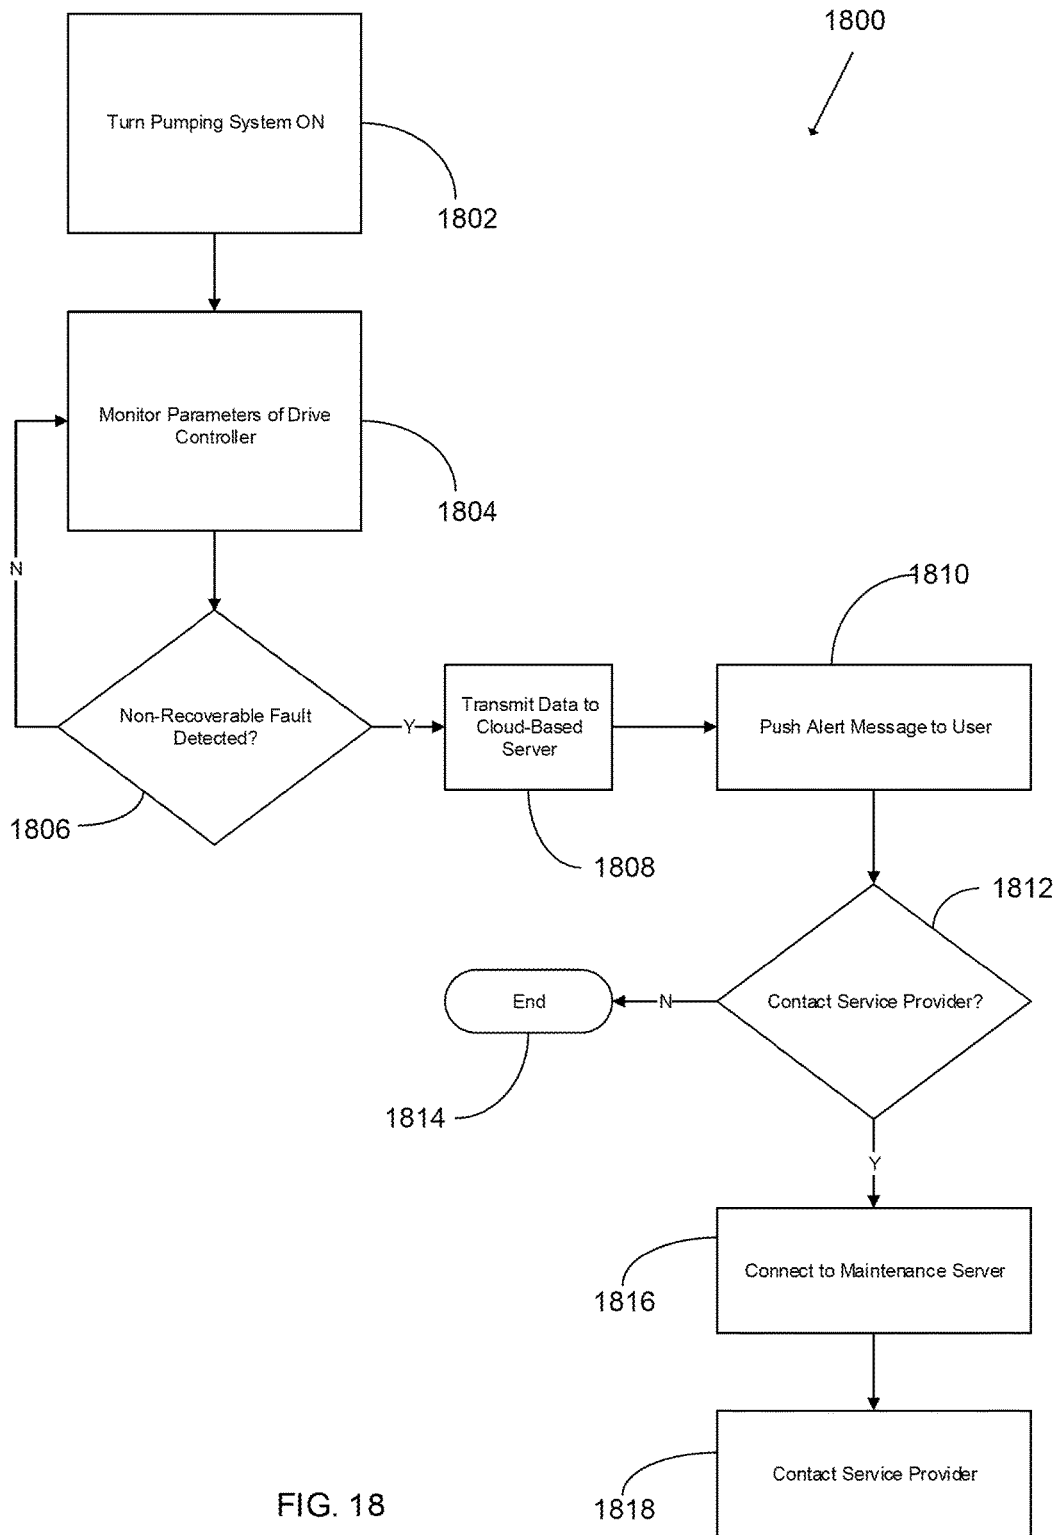 1800
Turn Pumping System ON
1802
Monitor Parameters of Drive
Controller
1804
N
1810
Non-Recoverable Fault
Detected?
Y
Transmit Data to
Cloud-Based
Server
Push Alert Message to User
1806
1808
1812
End
N
Contact Service Provider?
1814
Y
Connect to Maintenance Server
1816
Contact Service Provider
1818
FIG. 18